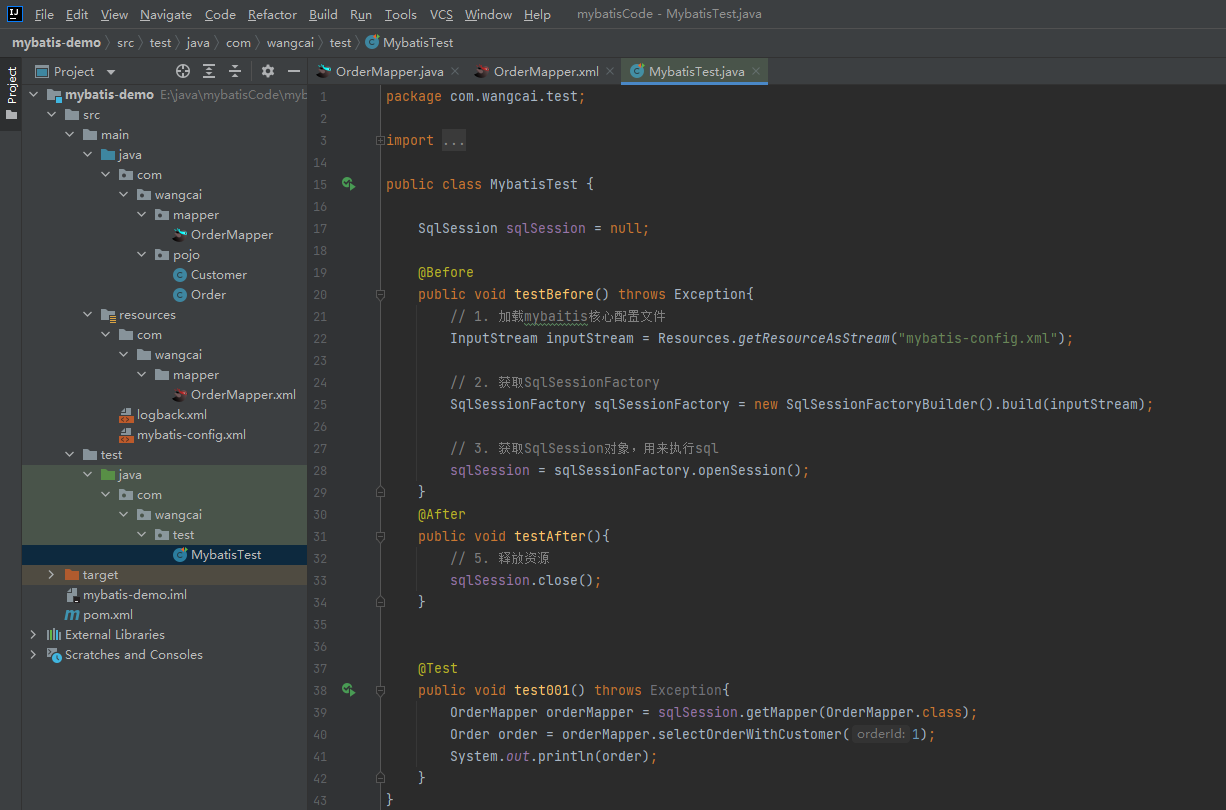 File Edit View Navigate Code Refactor Build Run Tools VCS Window Help mybatisCode - MybatisTest.java
mybatis-demo src test java com wangcai test MybatisTest
Project
Project
OrderMapper.java OrderMapper.xml MybatisTest.java
mybatis-demo E:\java\mybatisCode\myb
src
main
java
com
wangcai
mapper
OrderMapper
pojo
Customer
Order
resources
com
wangcai
mapper
OrderMapper.xml
logback.xml
mybatis-config.xml
test
java
com
wangcai
test
MybatisTest
target
mybatis-demo.iml
pom.xml
External Libraries
Scratches and Consoles
1 package com.wangcai.test;
2
3 import ...
14
15 public class MybatisTest {
16
17 SqlSession sqlSession = null;
18
19 @Before
20 public void testBefore() throws Exception{
21 // 1. 加载mybaitis核心配置文件
22 InputStream inputStream = Resources.getResourceAsStream("mybatis-config.xml");
23
24 // 2. 获取SqlSessionFactory
25 SqlSessionFactory sqlSessionFactory = new SqlSessionFactoryBuilder().build(inputStream);
26
27 // 3. 获取SqlSession对象，用来执行sql
28 sqlSession = sqlSessionFactory.openSession();
29 }
30 @After
31 public void testAfter(){
32 // 5. 释放资源
33 sqlSession.close();
34 }
35
36
37 @Test
38 public void test001() throws Exception{
39 OrderMapper orderMapper = sqlSession.getMapper(OrderMapper.class);
40 Order order = orderMapper.selectOrderWithCustomer( orderId: 1);
41 System.out.println(order);
42 }
43 }